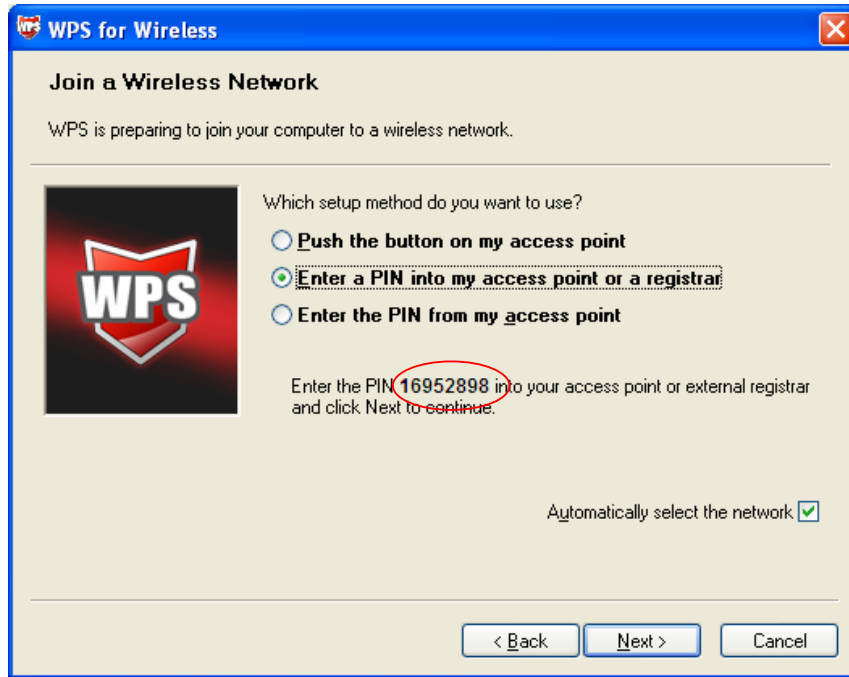 WPS for Wireless
Join a Wireless Network
WPS is preparing to join your computer to a wireless network.
Which setup method do you want to use?
Push the button on my access point
Enter a PIN into my access point or a registrar
Enter the PIN from my access point
WPS
Enter the PIN 16952898 into your access point or external registrar
and click Next to continue.
Automatically select the network
< Back
Next >
Cancel